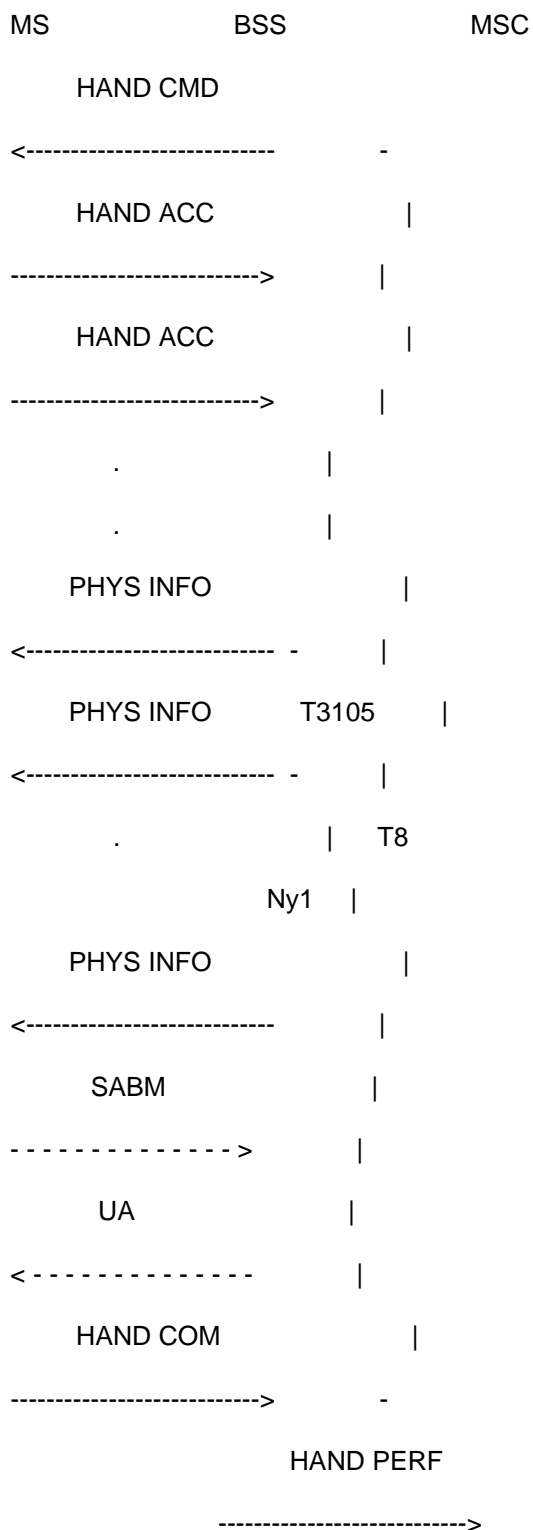 MS BSS MSC
HAND CMD
<---------------------------- -
HAND ACC |
----------------------------> |
HAND ACC |
----------------------------> |
. |
. |
PHYS INFO |
<---------------------------- - |
PHYS INFO T3105 |
<---------------------------- - |
. | T8
Ny1 |
PHYS INFO |
<---------------------------- |
SABM |
- - - - - - - - - - - - - - > |
UA |
< - - - - - - - - - - - - - - |
HAND COM |
----------------------------> -
HAND PERF
---------------------------->